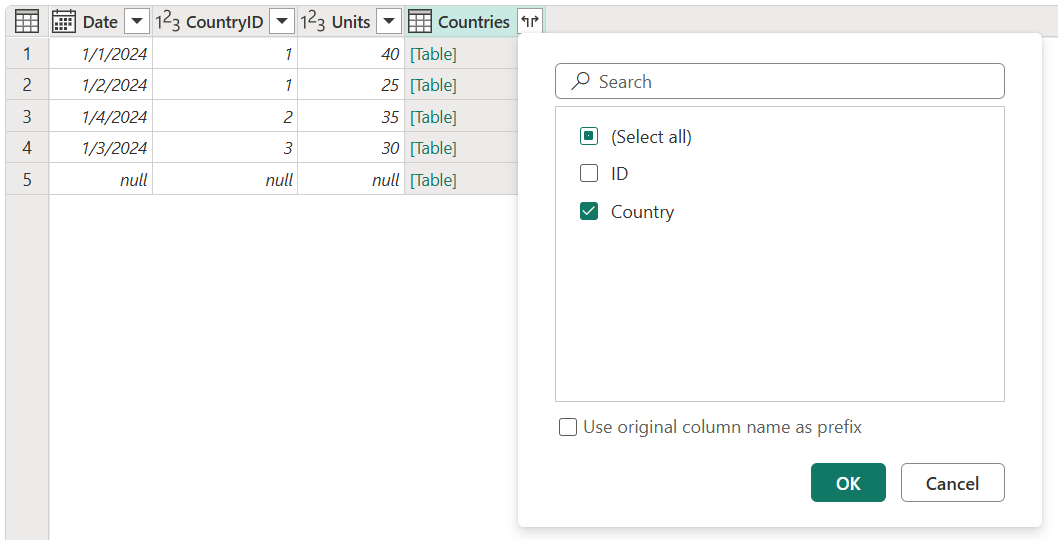 Date 1²3 CountryID 1²3 Units Countries
1 1/1/2024 1 40 [Table]
2 1/2/2024 1 25 [Table]
3 1/4/2024 2 35 [Table]
4 1/3/2024 3 30 [Table]
5 null null null [Table]
Search
(Select all)
ID
Country
Use original column name as prefix
OK Cancel